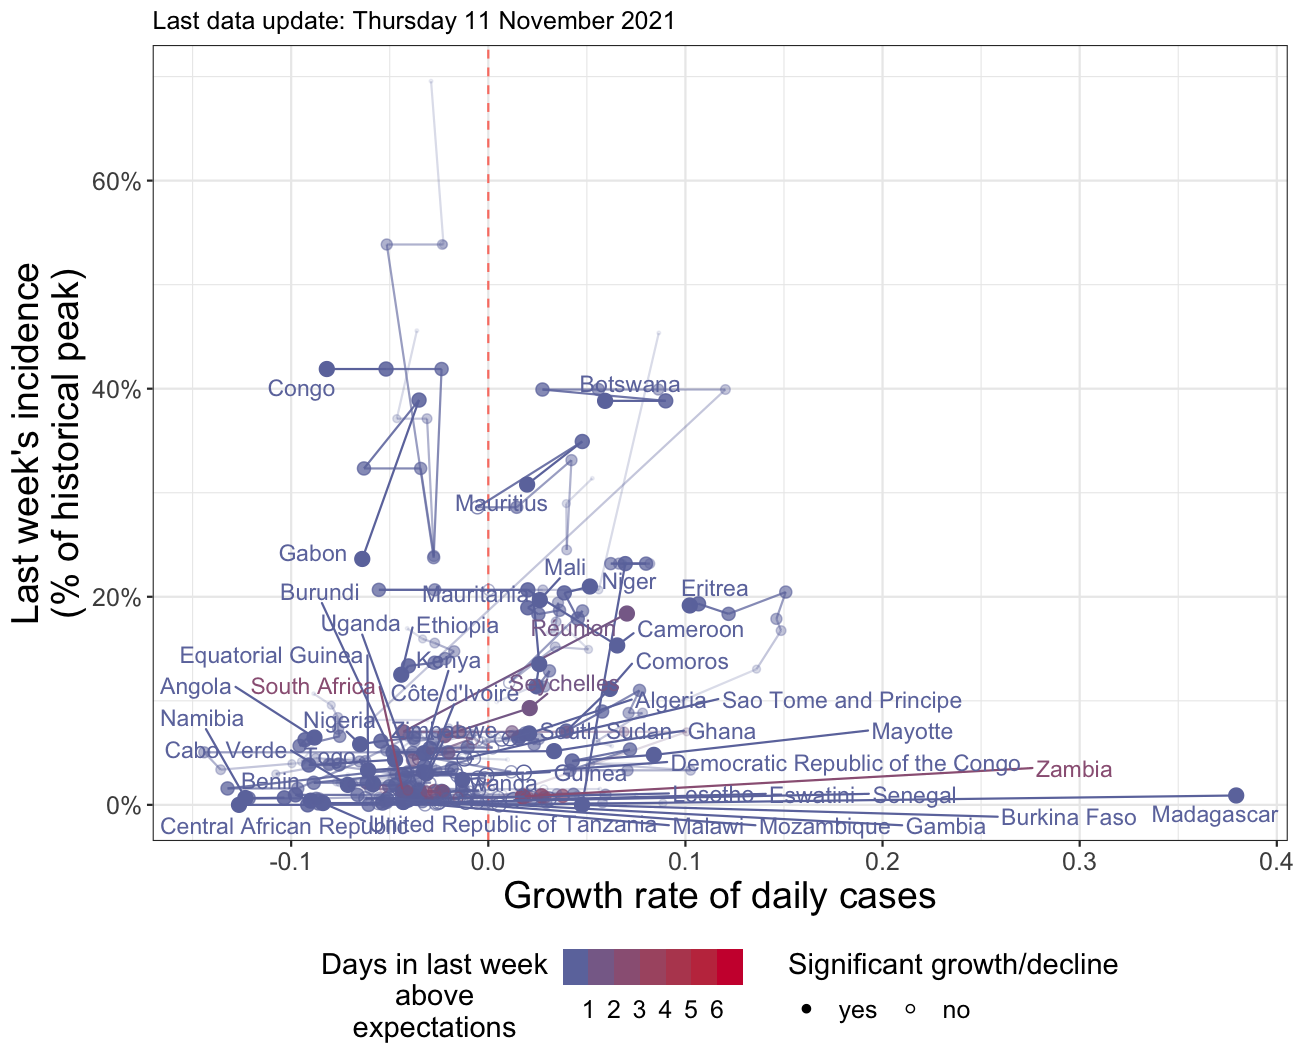 Last data update: Thursday 11 November 2021
Last week's incidence
(% of historical peak)
60%
40%
20%
0%
Congo
Botswana
Mauritius
Gabon
Mali
Niger
Eritrea
Burundi
Mauritania
Uganda
Ethiopia
Réunion
Cameroon
Equatorial Guinea
Kenya
Comoros
Angola
South Africa
Côte d'Ivoire
Seychelles
Algeria
Sao Tome and Principe
Namibia
Nigeria
Zimbabwe
South Sudan
Ghana
Mayotte
Cabo Verde
Togo
Democratic Republic of the Congo
Zambia
Benin
Rwanda
Guinea
Lesotho
Eswatini
Senegal
Central African Republic
United Republic of Tanzania
Malawi
Mozambique
Gambia
Burkina Faso
Madagascar
-0.1
0.0
0.1
0.2
0.3
0.4
Growth rate of daily cases
Days in last week
above
expectations
1 2 3 4 5 6
Significant growth/decline
yes
no